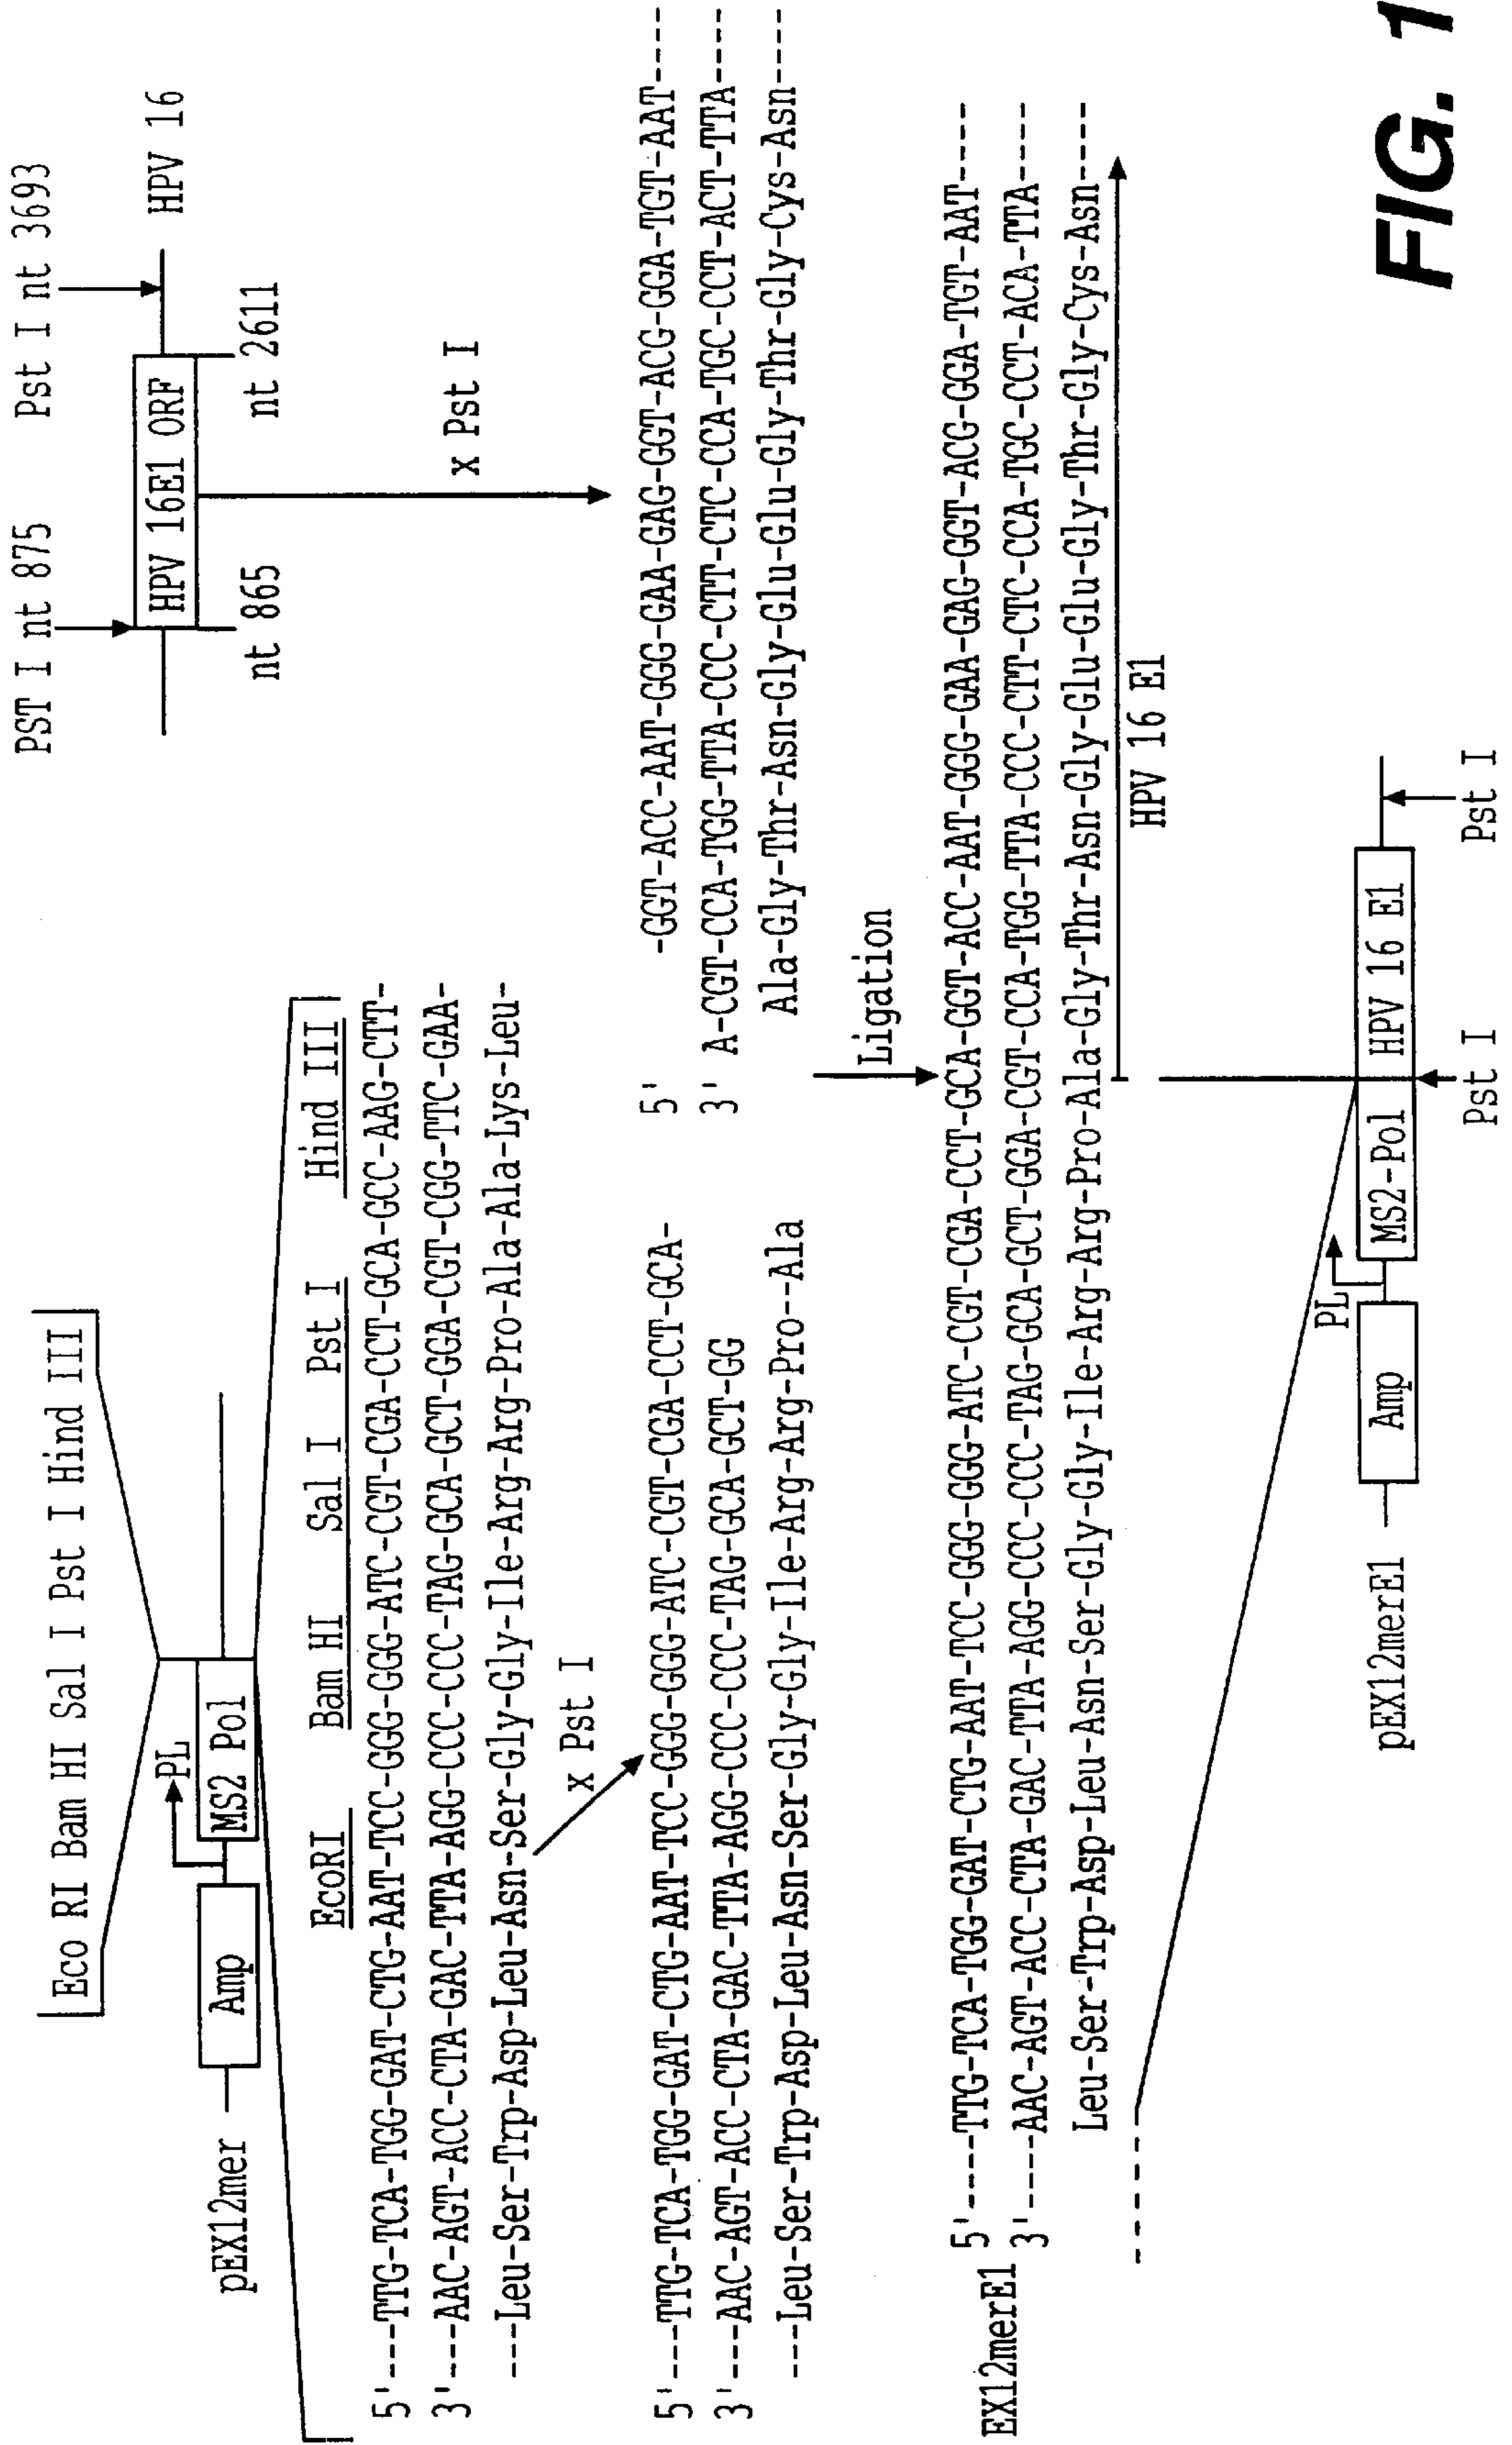 Eco RI Bam HI Sal I Pst I Hind III
PL
pEX12mer
Amp
MS2 Pol
EcoRI Bam HI Sal I Pst I Hind III
5'----TTG-TCA-TGG-GAT-CTG-AAT-TCC-GGG-GGG-ATC-CGT-CGA-CCT-GCA-GCC-AAG-CTT-
3'----AAC-AGT-ACC-CTA-GAC-TTA-AGG-CCC-CCC-TAG-GCA-GCT-GGA-CGT-CGG-TTC-GAA-
----Leu-Ser-Trp-Asp-Leu-Asn-Ser-Gly-Gly-Ile-Arg-Arg-Pro-Ala-Ala-Lys-Leu-
x Pst I
PST I nt 875
Pst I nt 3693
HPV 16E1 ORF
HPV 16
nt 865
nt 2611
x Pst I
5'----TTG-TCA-TGG-GAT-CTG-AAT-TCC-GGG-GGG-ATC-CGT-CGA-CCT-GCA-
3'----AAC-AGT-ACC-CTA-GAC-TTA-AGG-CCC-CCC-TAG-GCA-GCT-GG
----Leu-Ser-Trp-Asp-Leu-Asn-Ser-Gly-Gly-Ile-Arg-Arg-Pro--Ala
5' -GGT-ACC-AAT-GGG-GAA-GAG-GGT-ACG-GGA-TGT-AAT-----
3' A-CGT-CCA-TGG-TTA-CCC-CTT-CTC-CCA-TGC-CCT-ACT-TTA----
Ala-Gly-Thr-Asn-Gly-Glu-Glu-Gly-Thr-Gly-Cys-Asn----
Ligation
EX12merE1
5'-----TTG-TCA-TGG-GAT-CTG-AAT-TCC-GGG-GGG-ATC-CGT-CGA-CCT-GCA-GGT-ACC-AAT-GGG-GAA-GAG-GGT-ACG-GGA-TGT-AAT-----
3'-----AAC-AGT-ACC-CTA-GAC-TTA-AGG-CCC-CCC-TAG-GCA-GCT-GGA-CGT-CCA-TGG-TTA-CCC-CTT-CTC-CCA-TGC-CCT-ACA-TTA-----
Leu-Ser-Trp-Asp-Leu-Asn-Ser-Gly-Gly-Ile-Arg-Arg-Pro-Ala-Gly-Thr-Asn-Gly-Glu-Glu-Gly-Thr-Gly-Cys-Asn----
HPV 16 E1
PL
pEX12merE1
Amp
MS2-Pol
HPV 16 E1
Pst I
Pst I
FIG. 1